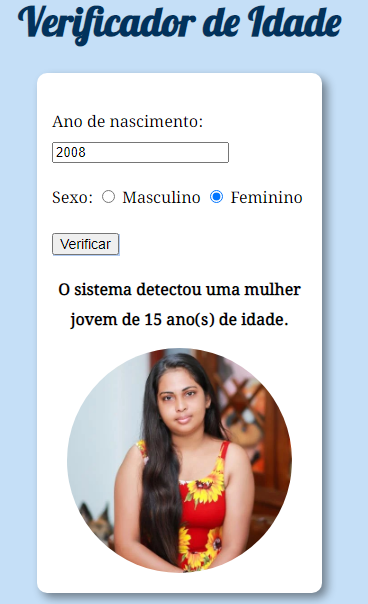 Verificador de Idade
Ano de nascimento:
2008
Sexo: Masculino Feminino
Verificar
O sistema detectou uma mulher
jovem de 15 ano(s) de idade.